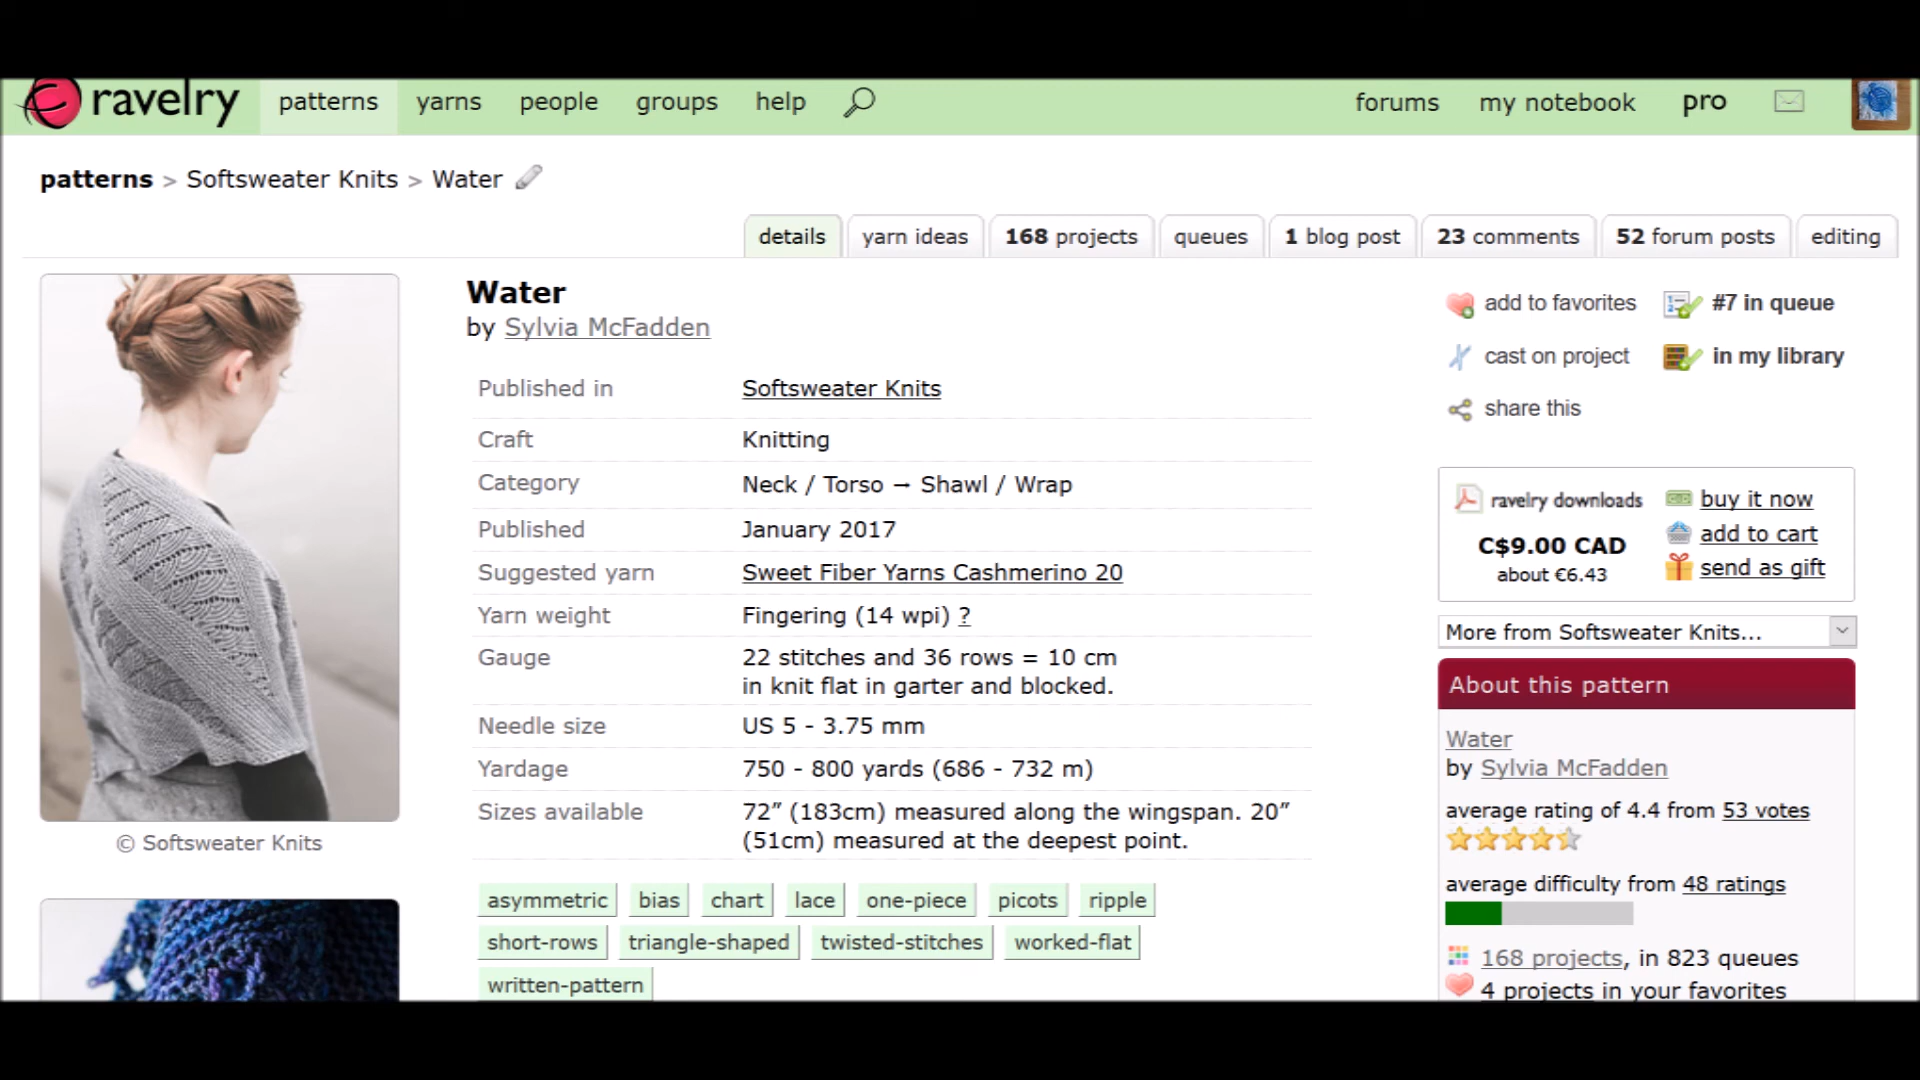 ravelry patterns yarns people groups help forums my notebook pro
patterns > Softsweater Knits > Water
details yarn ideas 168 projects queues 1 blog post 23 comments 52 forum posts editing
Water
by Sylvia McFadden
Published in Softsweater Knits
Craft Knitting
Category Neck / Torso → Shawl / Wrap
Published January 2017
Suggested yarn Sweet Fiber Yarns Cashmerino 20
Yarn weight Fingering (14 wpi) ?
Gauge 22 stitches and 36 rows = 10 cm
in knit flat in garter and blocked.
Needle size US 5 - 3.75 mm
Yardage 750 - 800 yards (686 - 732 m)
Sizes available 72” (183cm) measured along the wingspan. 20”
(51cm) measured at the deepest point.
© Softsweater Knits
asymmetric bias chart lace one-piece picots ripple
short-rows triangle-shaped twisted-stitches worked-flat
written-pattern
add to favorites #7 in queue
cast on project in my library
share this
ravelry downloads buy it now
C$9.00 CAD add to cart
about €6.43 send as gift
More from Softsweater Knits...
About this pattern
Water
by Sylvia McFadden
average rating of 4.4 from 53 votes
average difficulty from 48 ratings
168 projects, in 823 queues
4 projects in your favorites